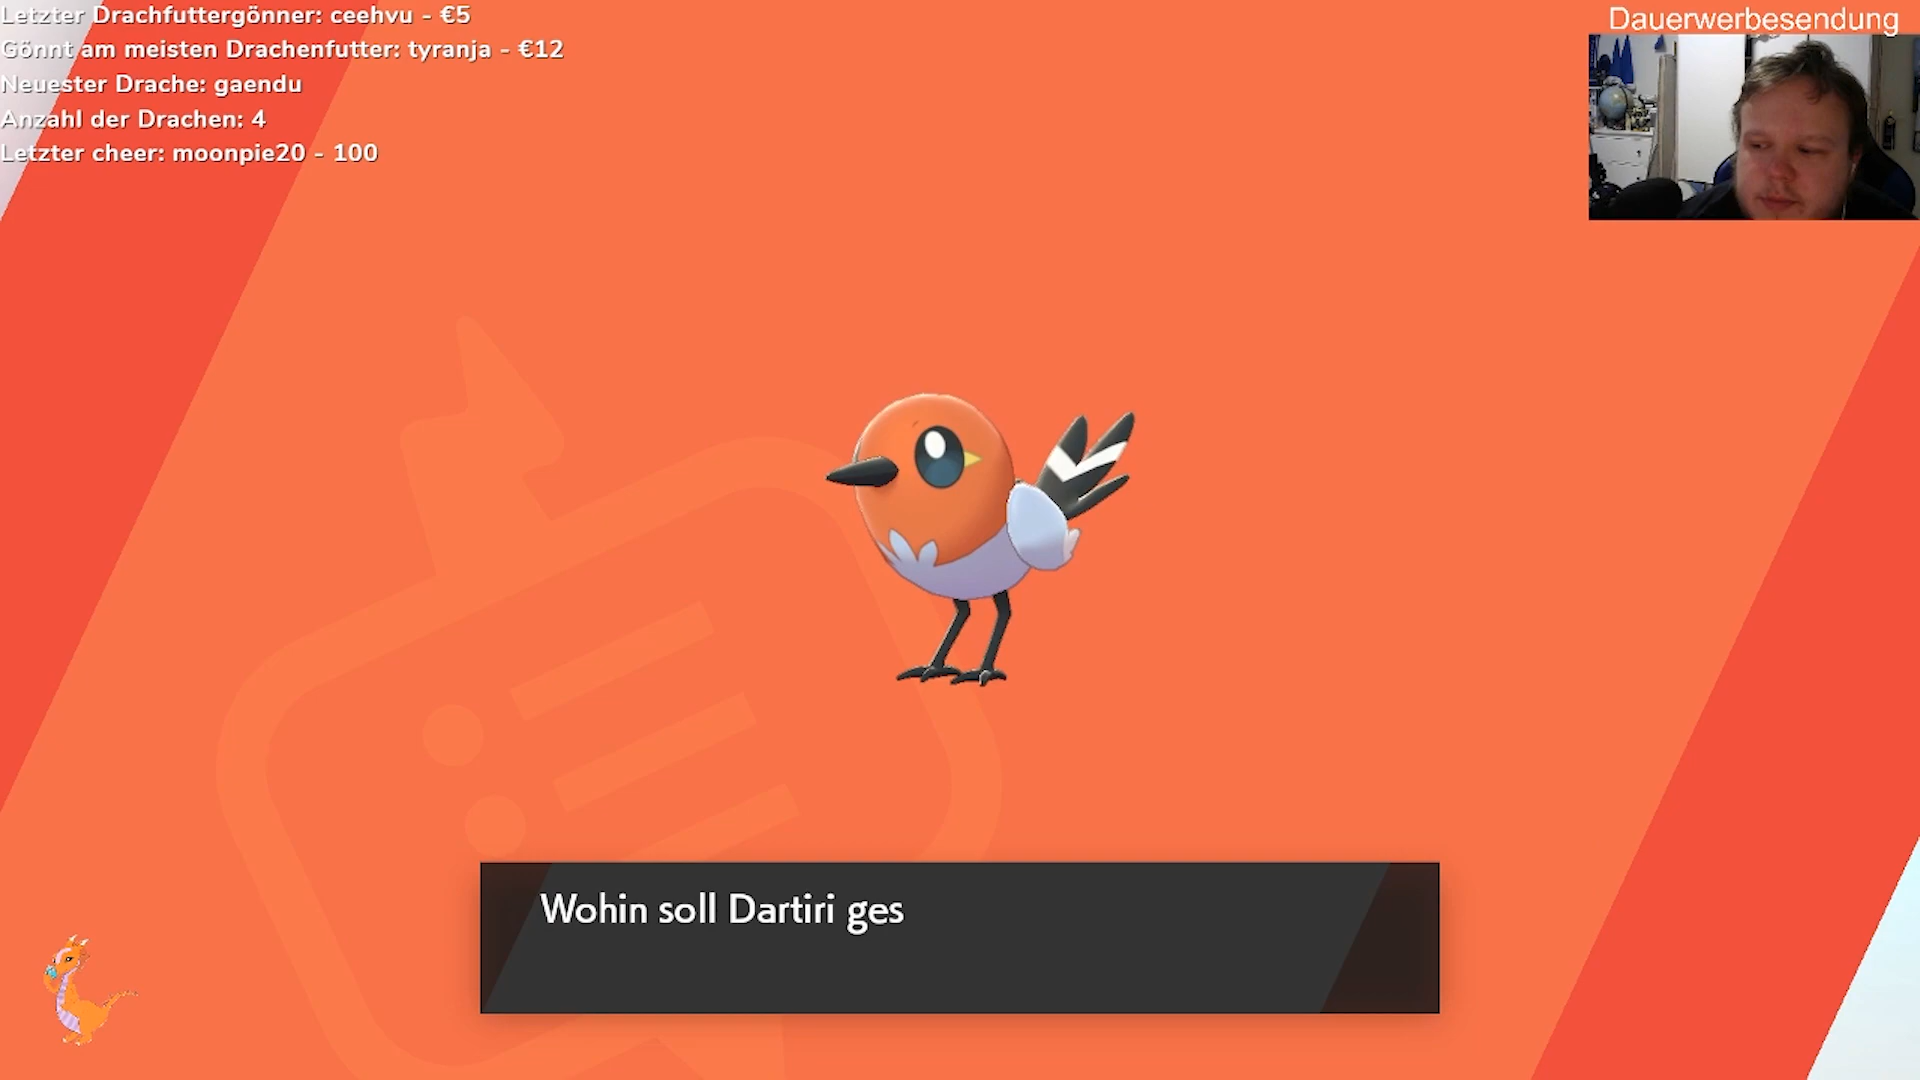 Letzter Drachfuttergönner: ceehvu - €5
Gönnt am meisten Drachenfutter: tyranja - €12
Neuester Drache: gaendu
Anzahl der Drachen: 4
Letzter cheer: moonpie20 - 100
Dauerwerbesendung
Wohin soll Dartiri ges